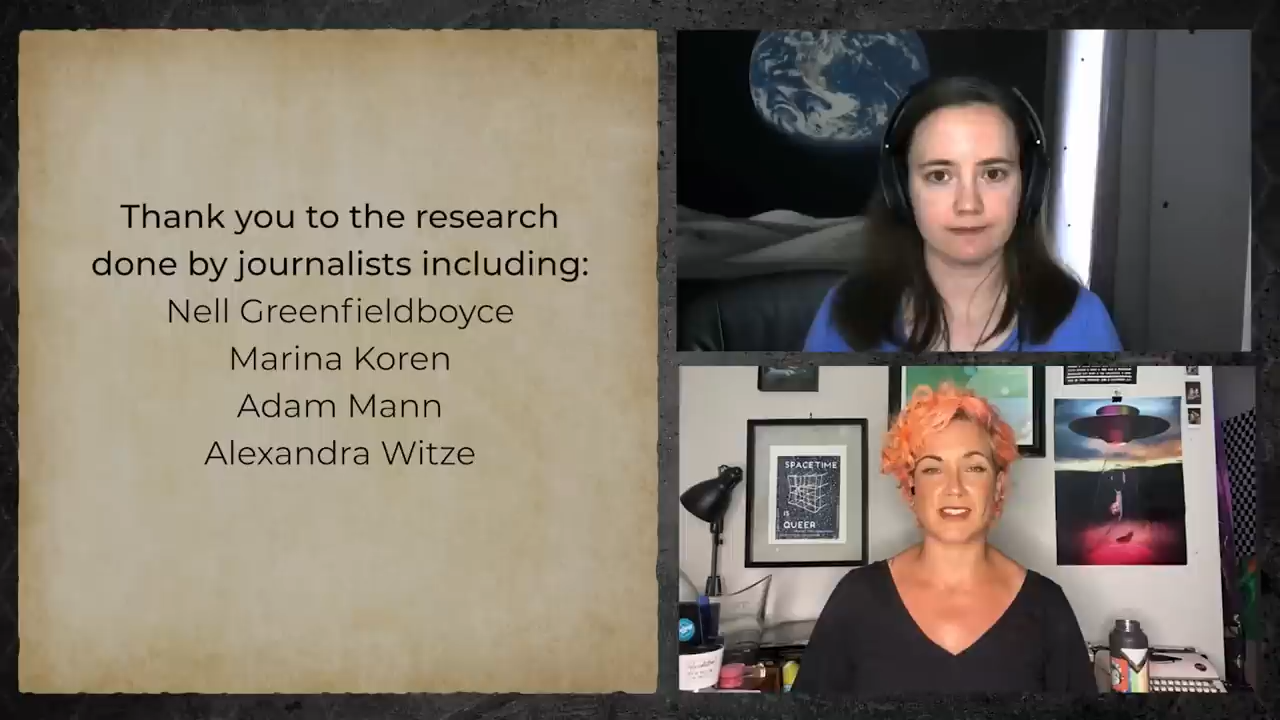 Thank you to the research
done by journalists including:
Nell Greenfieldboyce
Marina Koren
Adam Mann
Alexandra Witze
SPACETIME
IS
QUEER